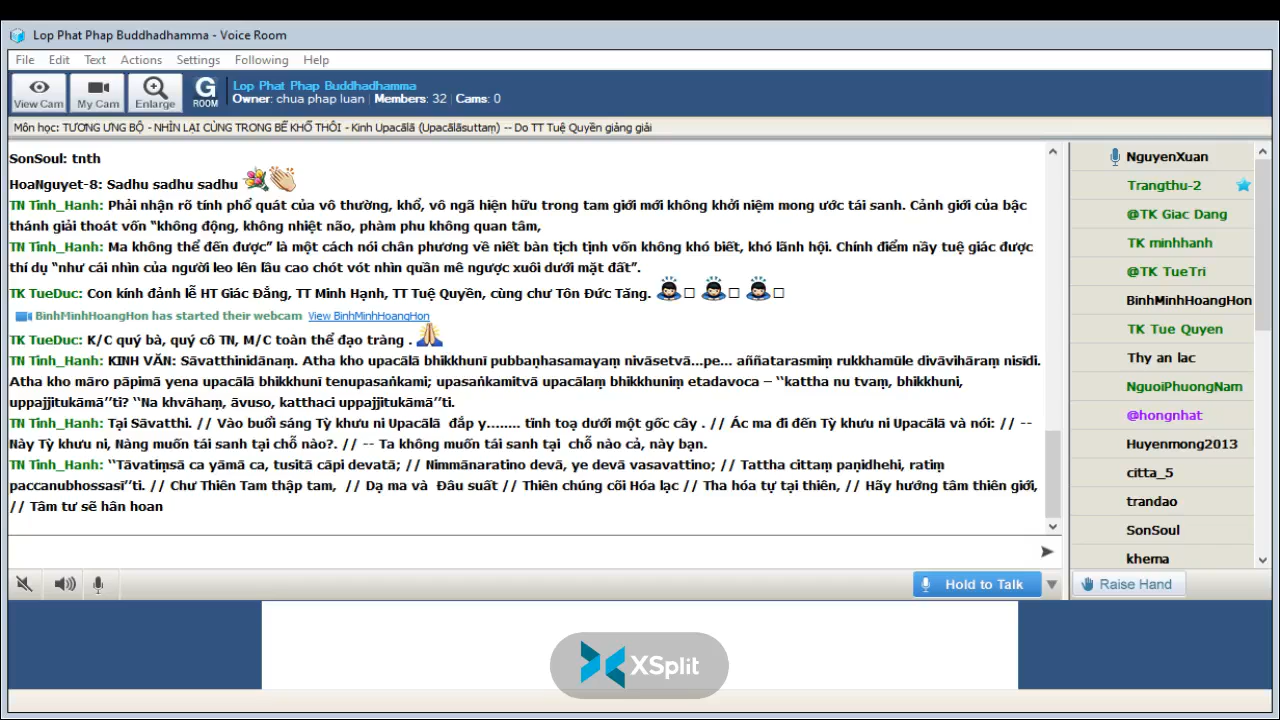 Lop Phat Phap Buddhadhamma - Voice Room
File Edit Text Actions Settings Following Help
View Cam My Cam Enlarge G ROOM
Lop Phat Phap Buddhadhamma
Owner: chua phap luan | Members: 32 | Cams: 0
Môn học: TƯƠNG ƯNG BỘ - NHÌN LẠI CÙNG TRONG BỂ KHỔ THÔI - Kinh Upacālā (Upacālāsuttaṃ) -- Do TT Tuệ Quyền giảng giải
SonSoul: tnth
HoaNguyet-8: Sadhu sadhu sadhu
TN Tinh_Hanh: Phải nhận rõ tính phổ quát của vô thường, khổ, vô ngã hiện hữu trong tam giới mới không khởi niệm mong ước tái sanh. Cảnh giới của bậc
thánh giải thoát vốn “không động, không nhiệt não, phàm phu không quan tâm,
TN Tinh_Hanh: Ma không thể đến được” là một cách nói chân phương về niết bàn tịch tịnh vốn không khó biết, khó lãnh hội. Chính điểm nầy tuệ giác được
thí dụ “như cái nhìn của người leo lên lầu cao chót vót nhìn quần mê ngược xuôi dưới mặt đất”.
TK TueDuc: Con kính đảnh lễ HT Giác Đẳng, TT Minh Hạnh, TT Tuệ Quyền, cùng chư Tôn Đức Tăng.
BinhMinhHoangHon has started their webcam View BinhMinhHoangHon
TK TueDuc: K/C quý bà, quý cô TN, M/C toàn thể đạo tràng .
TN Tinh_Hanh: KINH VĂN: Sāvatthinidānaṃ. Atha kho upacālā bhikkhunī pubbaṇhasamayaṃ nivāsetvā...pe... aññatarasmiṃ rukkhamūle divāvihāraṃ nisīdi.
Atha kho māro pāpimā yena upacālā bhikkhunī tenupasaṅkami; upasaṅkamitvā upacālaṃ bhikkhuniṃ etadavoca – ‘‘kattha nu tvaṃ, bhikkhuni,
uppajjitukāmā’’ti? ‘‘Na khvāhaṃ, āvuso, katthaci uppajjitukāmā’’ti.
TN Tinh_Hanh: Tại Sāvatthi. // Vào buổi sáng Tỷ khưu ni Upacālā đắp y........ tĩnh toạ dưới một gốc cây . // Ác ma đi đến Tỷ khưu ni Upacālā và nói: // --
Này Tỷ khưu ni, Nàng muốn tái sanh tại chỗ nào?. // -- Ta không muốn tái sanh tại chỗ nào cả, này bạn.
TN Tinh_Hanh: ‘‘Tāvatiṃsā ca yāmā ca, tusitā cāpi devatā; // Nimmānaratino devā, ye devā vasavattino; // Tattha cittaṃ paṇidhehi, ratiṃ
paccanubhossasī’’ti. // Chư Thiên Tam thập tam, // Dạ ma và Đâu suất // Thiên chúng cõi Hóa lạc // Tha hóa tự tại thiên, // Hãy hướng tâm thiên giới,
// Tâm tư sẽ hân hoan
NguyenXuan
Trangthu-2
@TK Giac Dang
TK minhhanh
@TK TueTri
BinhMinhHoangHon
TK Tue Quyen
Thy an lac
NguoiPhuongNam
@hongnhat
Huyenmong2013
citta_5
trandao
SonSoul
khema
Hold to Talk
Raise Hand
XSplit